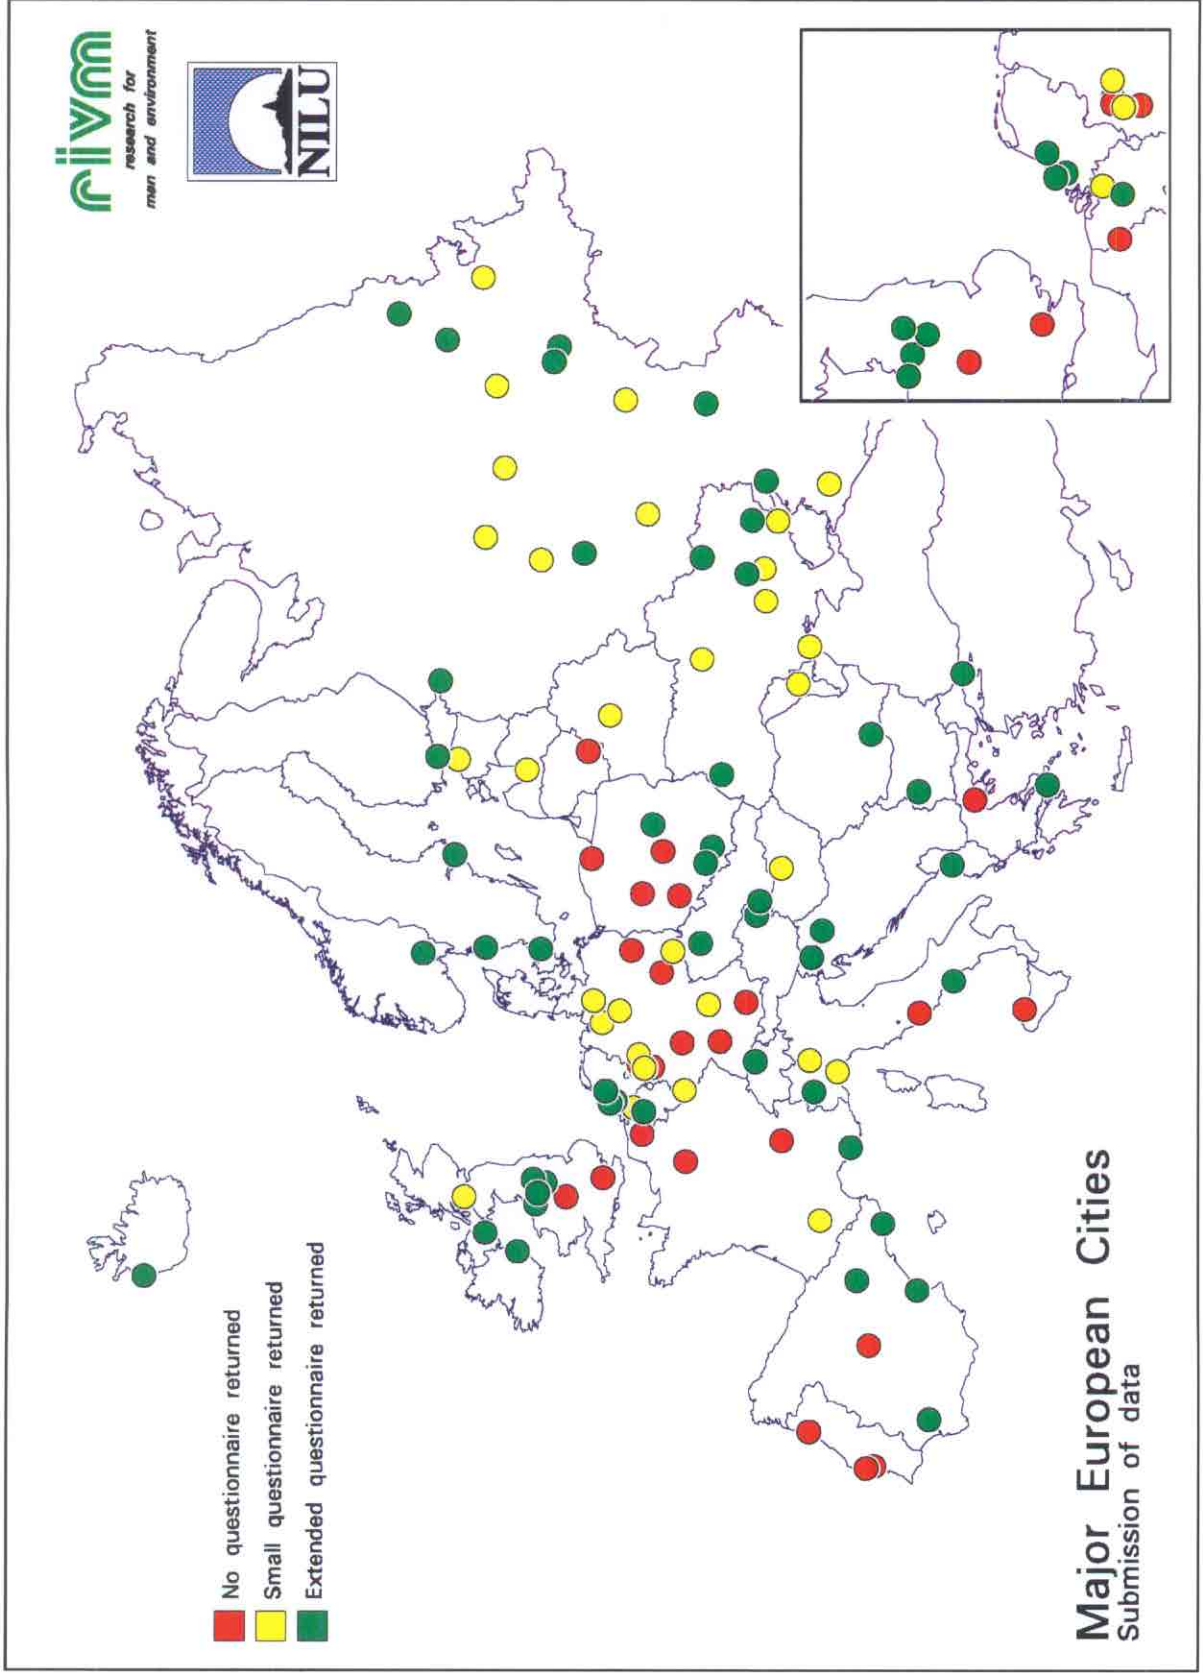 Major European Cities
Submission of data
No questionnaire returned
Small questionnaire returned
Extended questionnaire returned
riivm
research for
man and environment
NILU